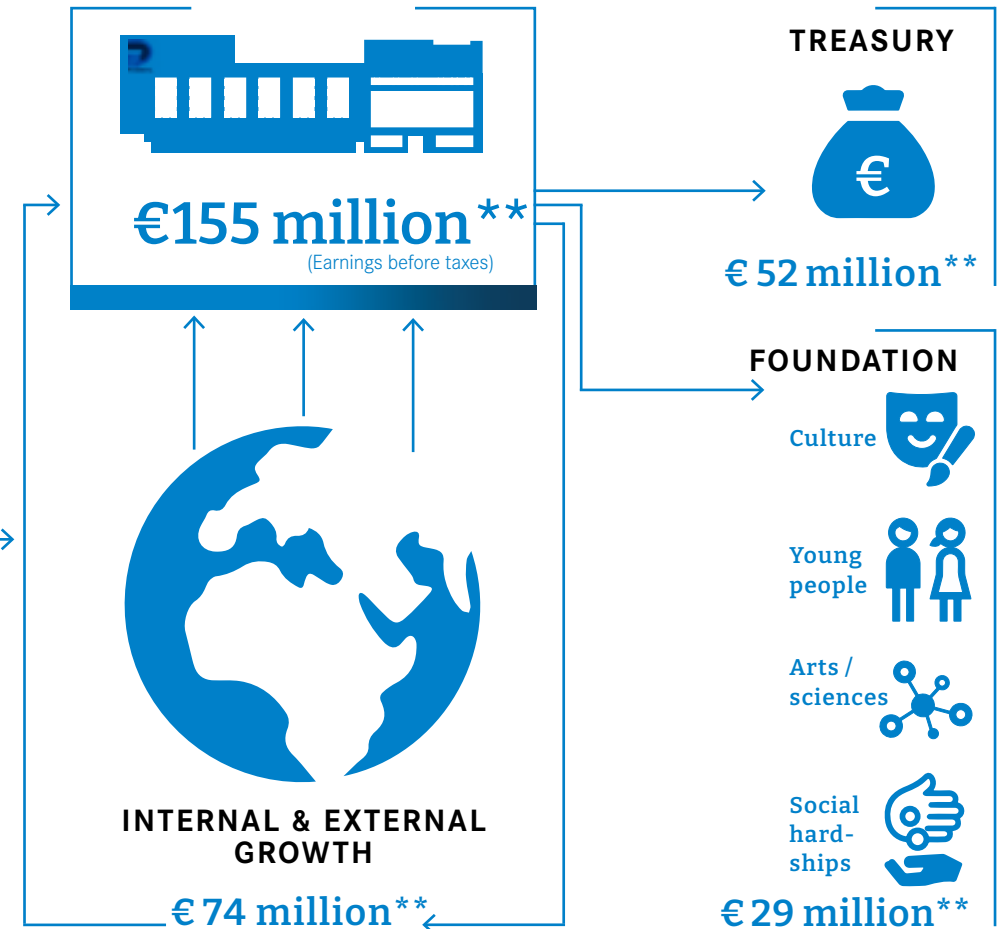 €155 million**
(Earnings before taxes)
INTERNAL & EXTERNAL
GROWTH
€ 74 million**
TREASURY
€
€ 52 million**
FOUNDATION
Culture
Young
people
Arts /
sciences
Social
hard-
ships
€ 29 million**